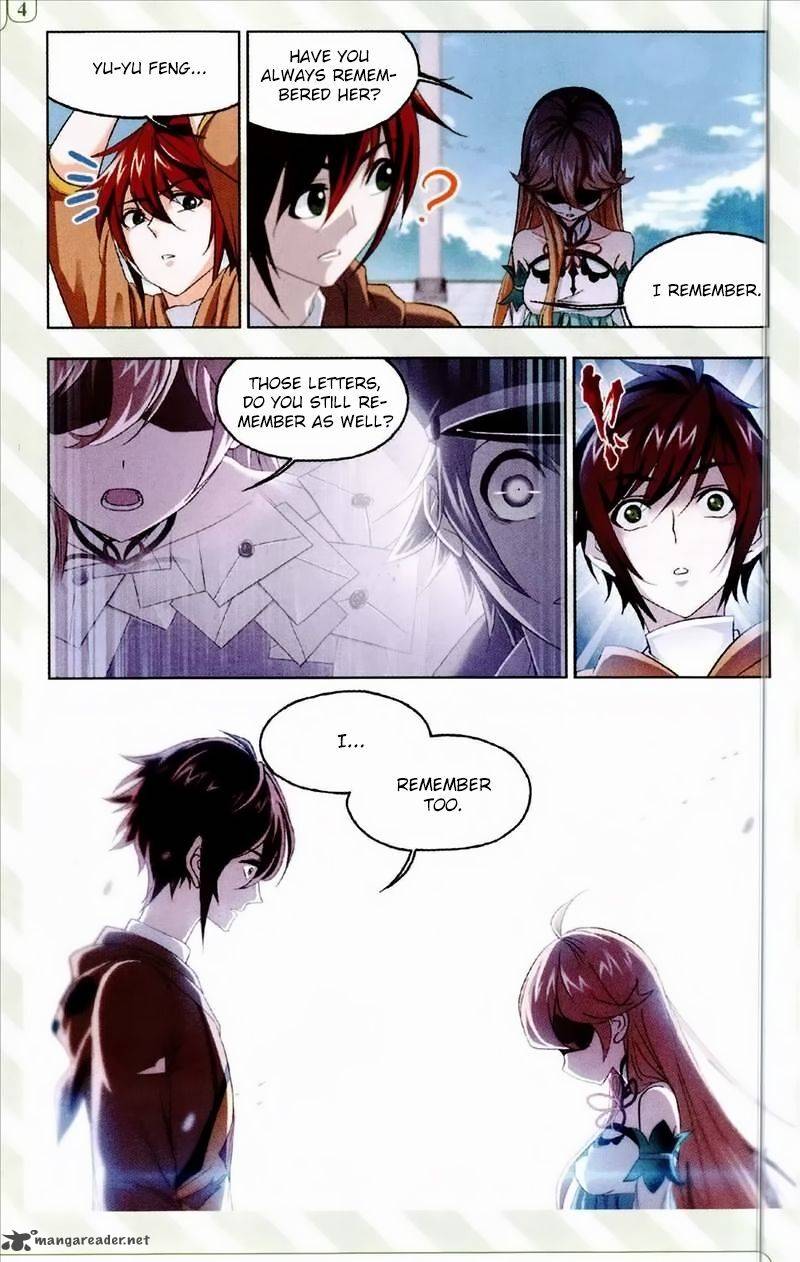 4
YU-YU FENG...
HAVE YOU
ALWAYS REMEM-
BERED HER?
?
I REMEMBER.
THOSE LETTERS,
DO YOU STILL RE-
MEMBER AS WELL?
!
I...
REMEMBER
TOO.
mangareader.net